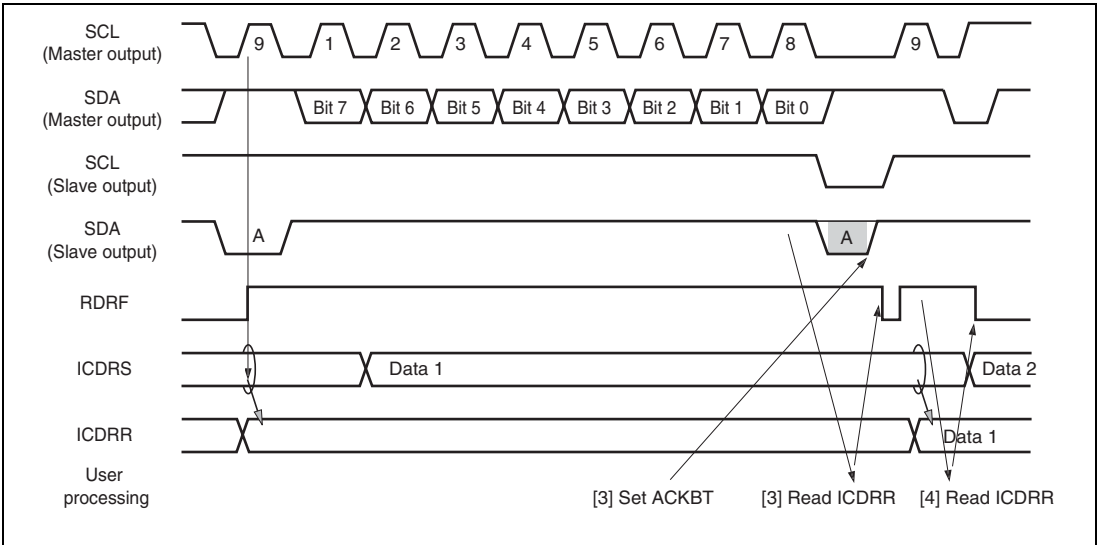 SCL
(Master output)
9 1 2 3 4 5 6 7 8 9
SDA
(Master output)
Bit 7 Bit 6 Bit 5 Bit 4 Bit 3 Bit 2 Bit 1 Bit 0
SCL
(Slave output)
SDA
(Slave output)
A A
RDRF
ICDRS
Data 1 Data 2
ICDRR
Data 1
User
processing
[3] Set ACKBT [3] Read ICDRR [4] Read ICDRR